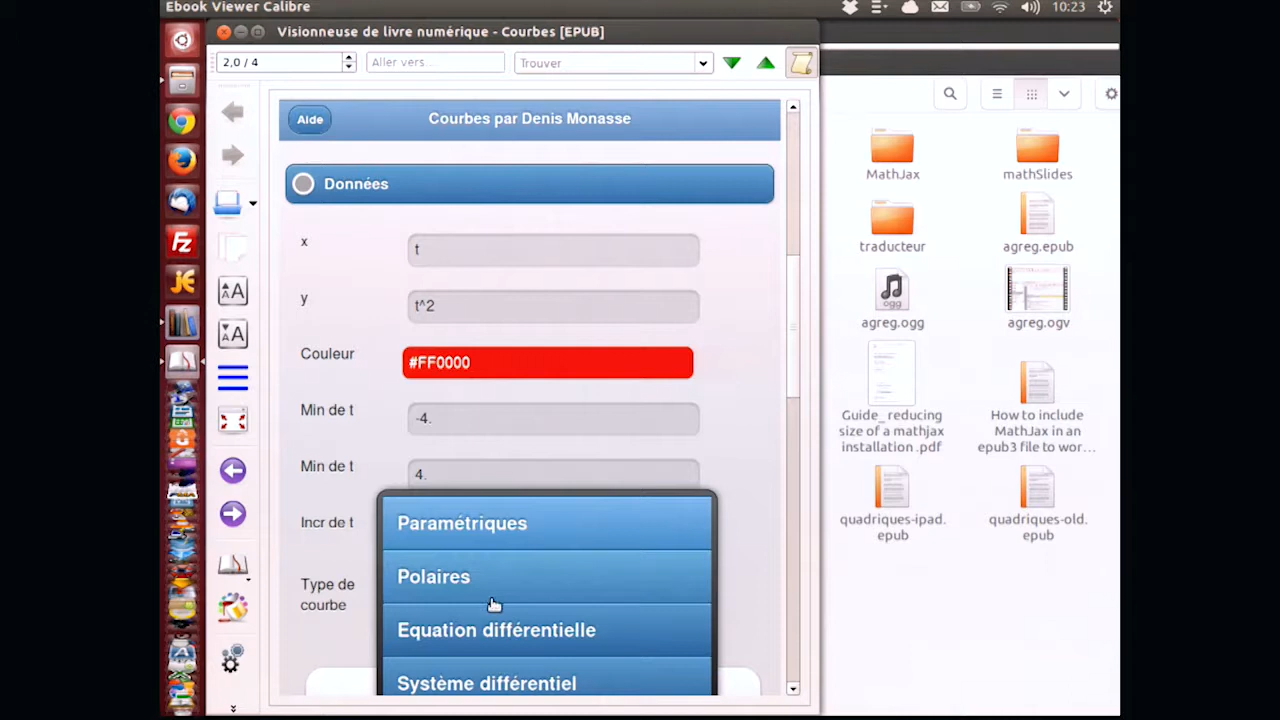 Ebook Viewer Calibre
10:23
Visionneuse de livre numérique - Courbes [EPUB]
2,0 / 4
Aller vers...
Trouver
Aide
Courbes par Denis Monasse
Données
x
t
y
t^2
Couleur
#FF0000
Min de t
-4.
Min de t
4.
Incr de t
Type de
courbe
Paramétriques
Polaires
Equation différentielle
Système différentiel
MathJax
mathSlides
traducteur
agreg.epub
ogg
agreg.ogg
agreg.ogv
Guide_ reducing
size of a mathjax
installation .pdf
How to include
MathJax in an
epub3 file to wor...
quadriques-ipad.
epub
quadriques-old.
epub